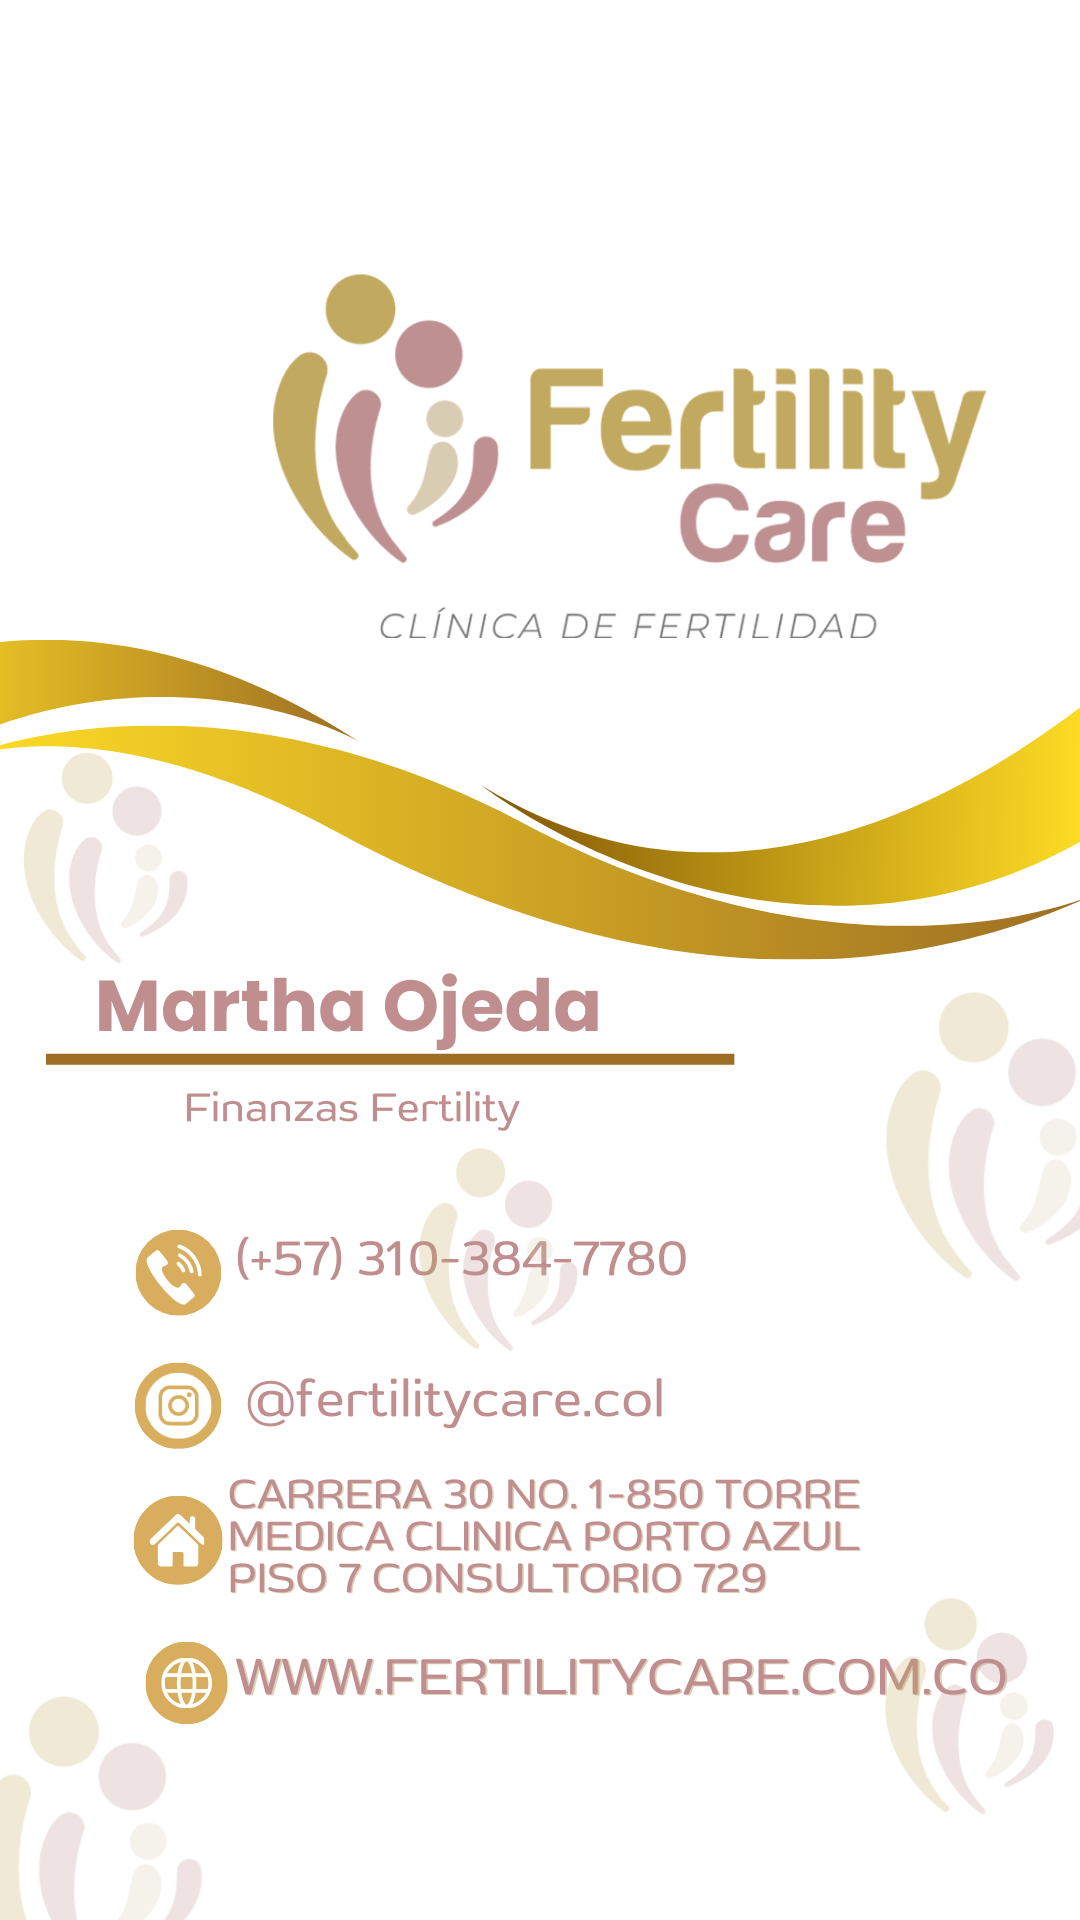 Fertility
Care
CLÍNICA DE FERTILIDAD
Martha Ojeda
Finanzas Fertility
(+57) 310-384-7780
@fertilitycare.col
CARRERA 30 NO. 1-850 TORRE
MEDICA CLINICA PORTO AZUL
PISO 7 CONSULTORIO 729
WWW.FERTILITYCARE.COM.CO